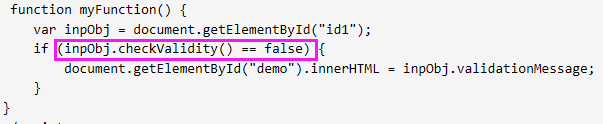 function myFunction() {
var inpObj = document.getElementById("id1");
if (inpObj.checkValidity() == false) {
document.getElementById("demo").innerHTML = inpObj.validationMessage;
}
}